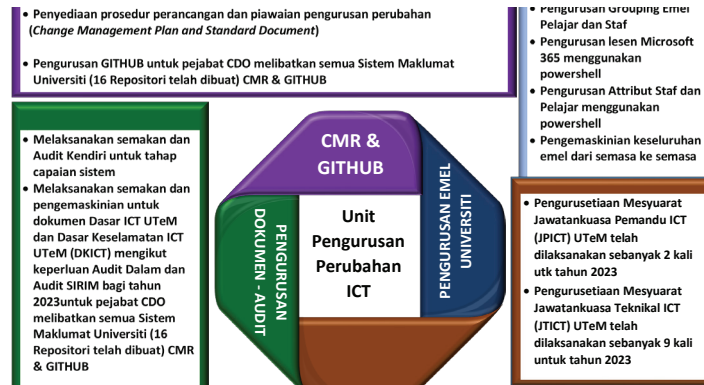 • Penyediaan prosedur perancangan dan piawaian pengurusan perubahan
(Change Management Plan and Standard Document)
• Pengurusan GITHUB untuk pejabat CDO melibatkan semua Sistem Maklumat
Universiti (16 Repositori telah dibuat) CMR & GITHUB
• Pengurusan Grouping Emel
Pelajar dan Staf
• Pengurusan lesen Microsoft
365 menggunakan
powershell
• Pengurusan Attribut Staf dan
Pelajar menggunakan
powershell
• Pengemaskinian keseluruhan
emel dari semasa ke semasa
• Melaksanakan semakan dan
Audit Kendiri untuk tahap
capaian sistem
• Melaksanakan semakan dan
pengemaskinian untuk
dokumen Dasar ICT UTeM
dan Dasar Keselamatan ICT
UTeM (DKICT) mengikut
keperluan Audit Dalam dan
Audit SIRIM bagi tahun
2023untuk pejabat CDO
melibatkan semua Sistem
Maklumat Universiti (16
Repositori telah dibuat) CMR
& GITHUB
CMR &
GITHUB
PENGURUSAN
DOKUMEN - AUDIT
Unit
Pengurusan
Perubahan
ICT
PENGURUSAN EMEL
UNIVERSITI
• Pengurusetiaan Mesyuarat
Jawatankuasa Pemandu ICT
(JPICT) UTeM telah
dilaksanakan sebanyak 2 kali
utk tahun 2023
• Pengurusetiaan Mesyuarat
Jawatankuasa Teknikal ICT
(JTICT) UTeM telah
dilaksanakan sebanyak 9 kali
untuk tahun 2023